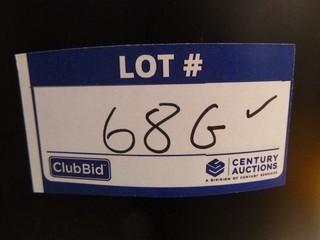 LOT #
68G ✓
ClubBid
CENTURY
AUCTIONS
A DIVISION OF CENTURY SERVICES